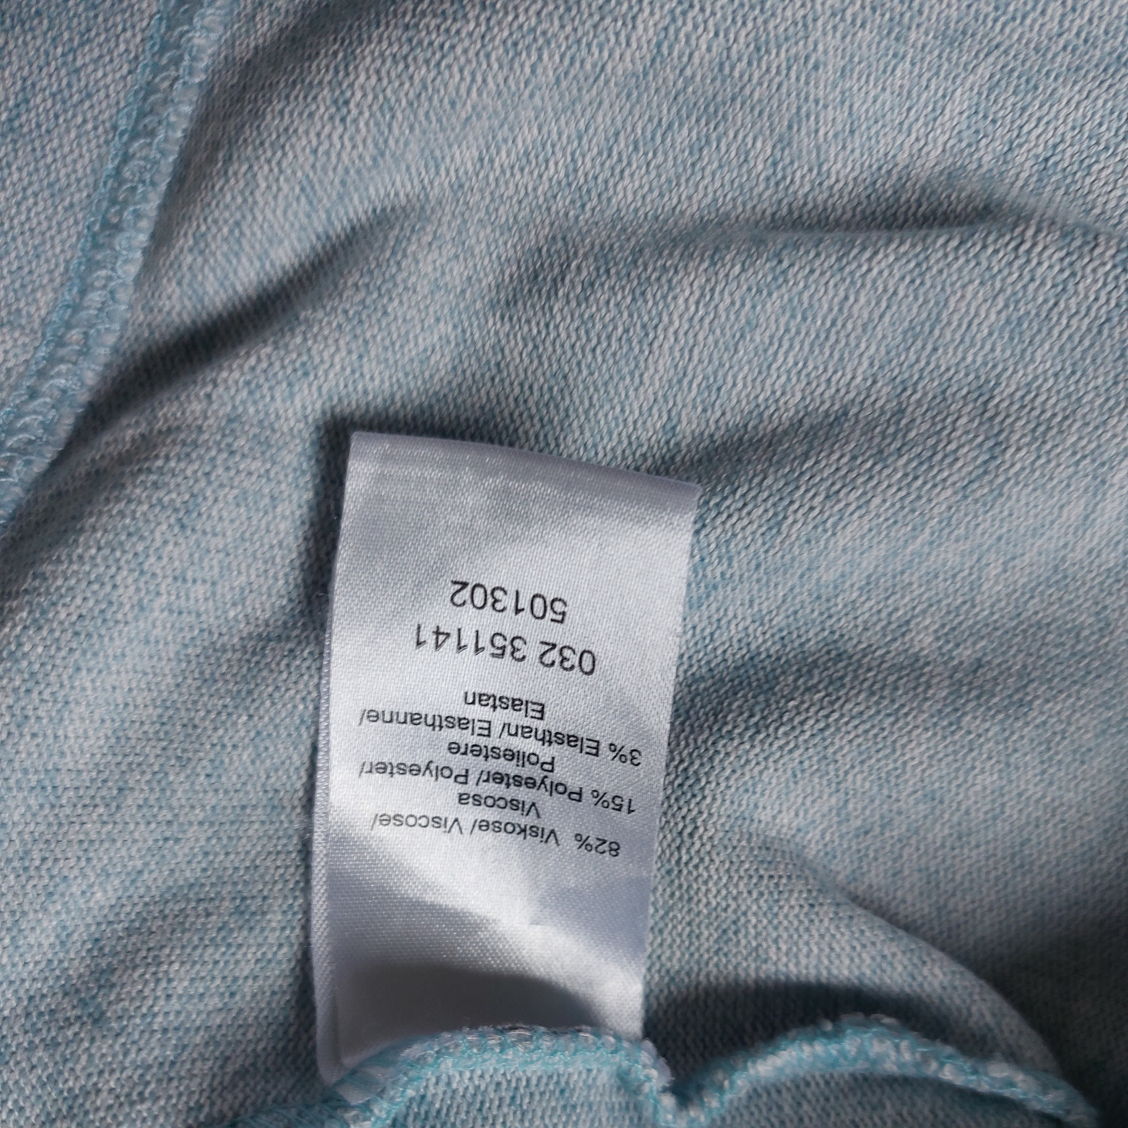 82% Viskose/ Viscose/
Viscosa
15% Polyester/ Polyester/
Poliestere
3% Elasthan/ Elasthanne/
Elastan
032 351141
501302